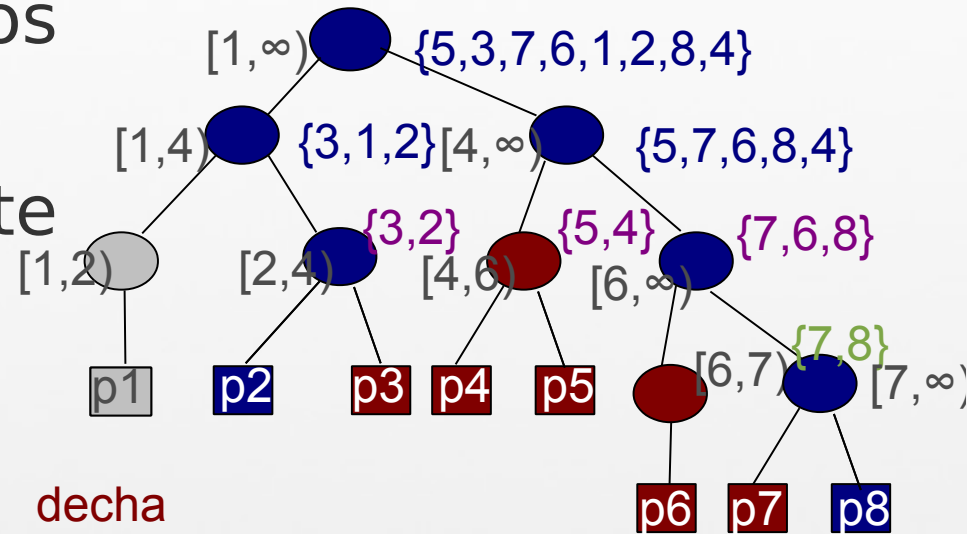 os
[1,∞) {5,3,7,6,1,2,8,4}
[1,4) {3,1,2} [4,∞) {5,7,6,8,4}
te
{3,2} {5,4} {7,6,8}
[1,2) [2,4) [4,6) [6,∞)
{7,8}
p1 p2 p3 p4 p5 [6,7) [7,∞)
decha p6 p7 p8